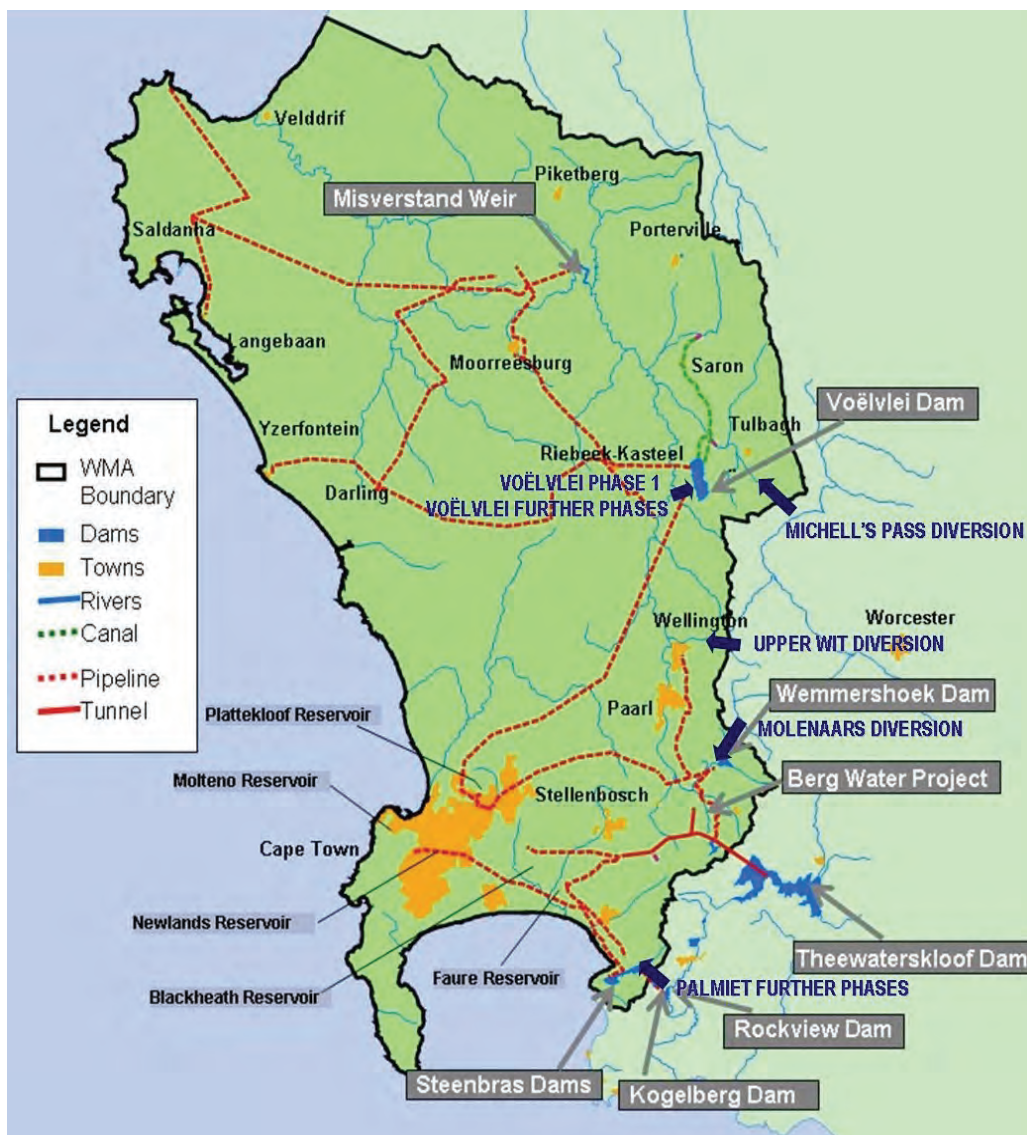 Velddrif
Piketberg
Misverstand Weir
Porterville
Saldanha
Langebaan
Moorreesburg
Saron
Voëlvlei Dam
Tulbagh
Yzerfontein
Riebeek-Kasteel
Darling
VOËLVLEI PHASE 1
VOËLVLEI FURTHER PHASES
MICHELL'S PASS DIVERSION
Legend
WMA
Boundary
Dams
Towns
Rivers
Canal
Pipeline
Tunnel
Wellington
Worcester
UPPER WIT DIVERSION
Wemmershoek Dam
Paarl
MOLENAARS DIVERSION
Plattekloof Reservoir
Berg Water Project
Molteno Reservoir
Stellenbosch
Cape Town
Newlands Reservoir
Theewaterskloof Dam
Faure Reservoir
Blackheath Reservoir
PALMIET FURTHER PHASES
Rockview Dam
Steenbras Dams
Kogelberg Dam